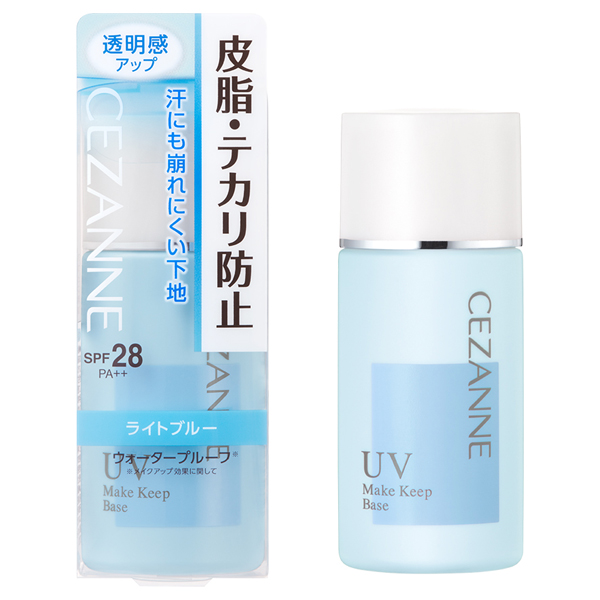 透明感
アップ
皮脂・テカリ防止
汗にも崩れにくい下地
CEZANNE
SPF 28
PA++
ライトブルー
ウォータープルーフ※
※メイクアップ効果に関して
ZANNE
UV
Make Keep
Base
CEZANNE
UV
Make Keep
Base